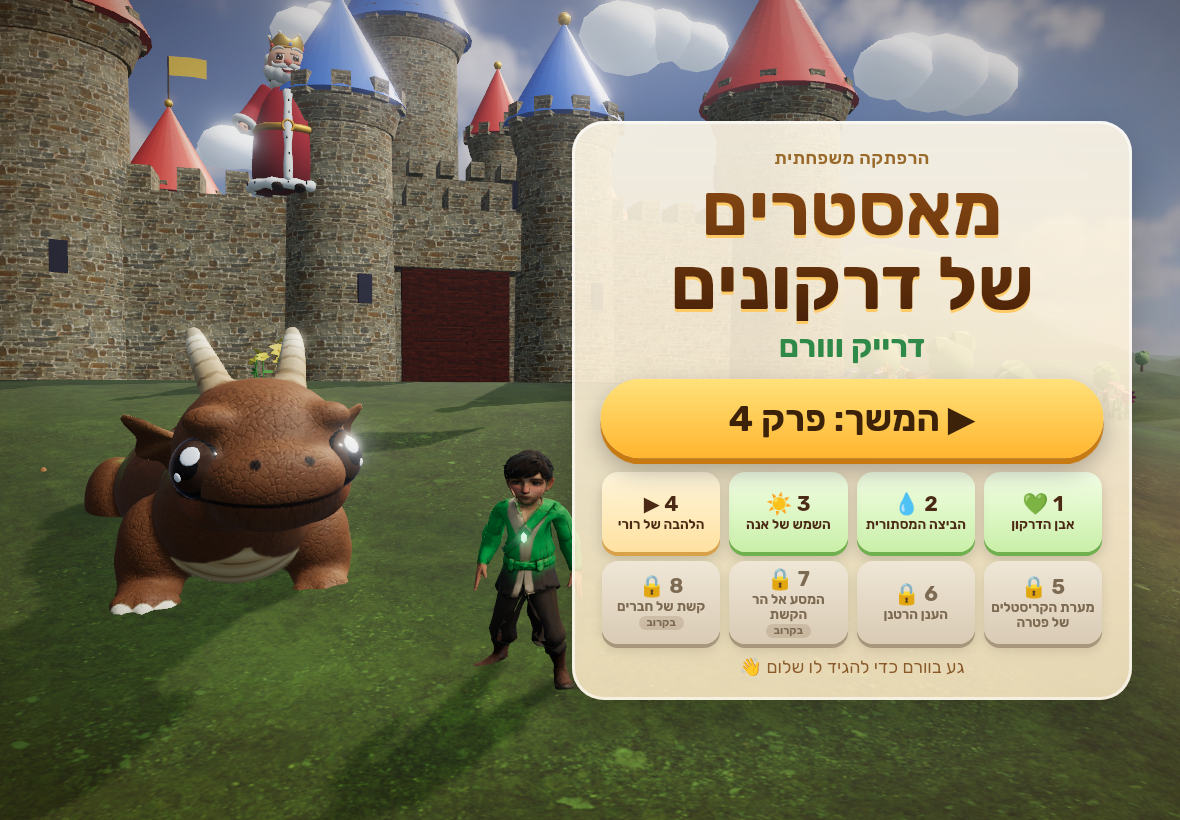 הרפתקה משפחתית
מאסטרים
של דרקונים
דרייק ווורם
▶ המשך: פרק 4
1 💚
אבן הדרקון
2 💧
הביצה המסתורית
3 ☀️
השמש של אנה
4 ▶
הלהבה של רורי
5 🔒
מערת הקריסטלים
של פטרה
6 🔒
הענן הרטנן
7 🔒
המסע אל הר
הקשת
בקרוב
8 🔒
קשת של חברים
בקרוב
גע בוורם כדי להגיד לו שלום 👋